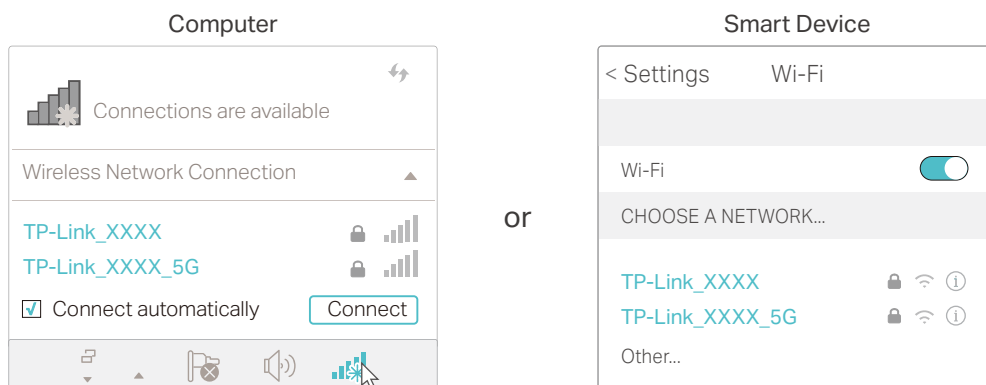 Computer
Connections are available
Wireless Network Connection
TP-Link_XXXX
TP-Link_XXXX_5G
Connect automatically
Connect
or
Smart Device
< Settings
Wi-Fi
Wi-Fi
CHOOSE A NETWORK...
TP-Link_XXXX
TP-Link_XXXX_5G
Other...